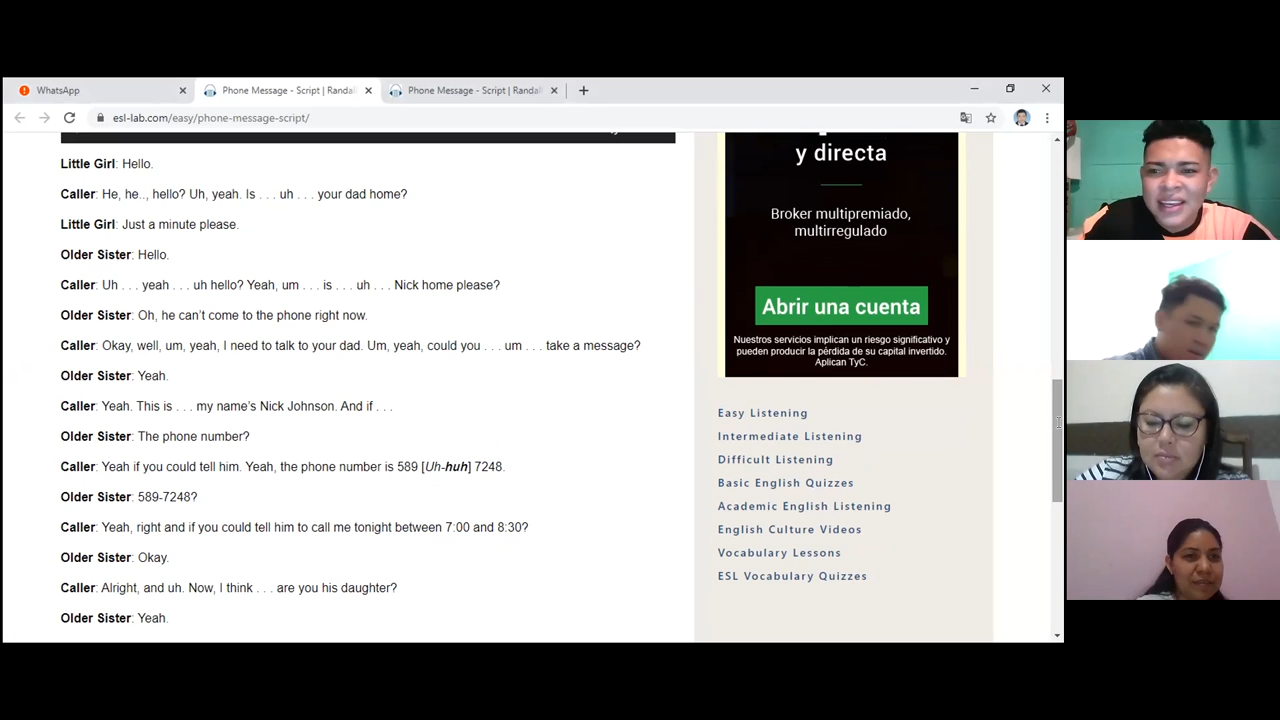 WhatsApp
Phone Message - Script | Randall
Phone Message - Script | Randall
esl-lab.com/easy/phone-message-script/
Little Girl: Hello.
Caller: He, he.., hello? Uh, yeah. Is . . . uh . . . your dad home?
Little Girl: Just a minute please.
Older Sister: Hello.
Caller: Uh . . . yeah . . . uh hello? Yeah, um . . . is . . . uh . . . Nick home please?
Older Sister: Oh, he can’t come to the phone right now.
Caller: Okay, well, um, yeah, I need to talk to your dad. Um, yeah, could you . . . um . . . take a message?
Older Sister: Yeah.
Caller: Yeah. This is . . . my name’s Nick Johnson. And if . . .
Older Sister: The phone number?
Caller: Yeah if you could tell him. Yeah, the phone number is 589 [Uh-huh] 7248.
Older Sister: 589-7248?
Caller: Yeah, right and if you could tell him to call me tonight between 7:00 and 8:30?
Older Sister: Okay.
Caller: Alright, and uh. Now, I think . . . are you his daughter?
Older Sister: Yeah.
y directa
Broker multipremiado,
multirregulado
Abrir una cuenta
Nuestros servicios implican un riesgo significativo y
pueden producir la pérdida de su capital invertido.
Aplican TyC.
Easy Listening
Intermediate Listening
Difficult Listening
Basic English Quizzes
Academic English Listening
English Culture Videos
Vocabulary Lessons
ESL Vocabulary Quizzes